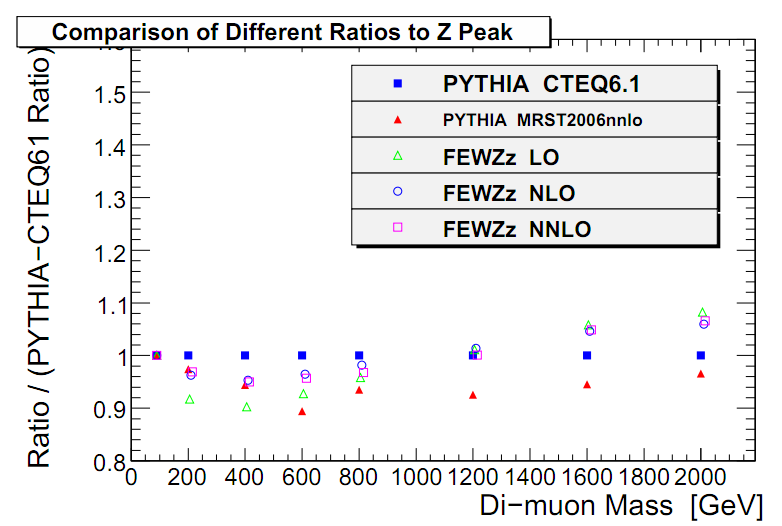 Comparison of Different Ratios to Z Peak
Ratio / (PYTHIA−CTEQ61 Ratio)
1.5
1.4
1.3
1.2
1.1
1
0.9
0.8
PYTHIA CTEQ6.1
PYTHIA MRST2006nnlo
FEWZz LO
FEWZz NLO
FEWZz NNLO
0 200 400 600 800 1000 1200 1400 1600 1800 2000
Di−muon Mass [GeV]